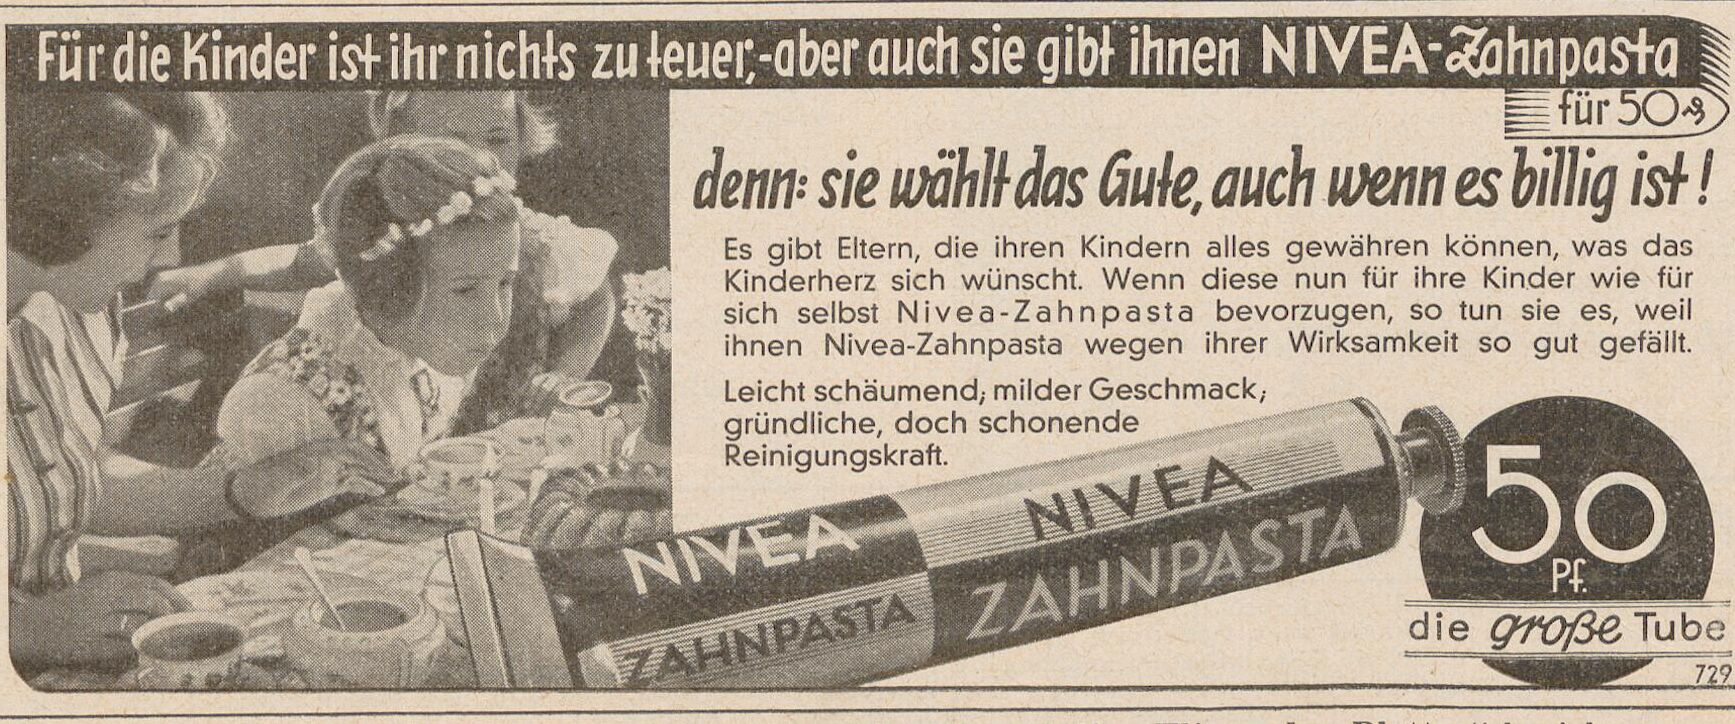 Für die Kinder ist ihr nichts zu teuer,-aber auch sie gibt ihnen NIVEA-Zahnpasta
für 50 ₰
denn: sie wählt das Gute, auch wenn es billig ist!
Es gibt Eltern, die ihren Kindern alles gewähren können, was das
Kinderherz sich wünscht. Wenn diese nun für ihre Kinder wie für
sich selbst Nivea-Zahnpasta bevorzugen, so tun sie es, weil
ihnen Nivea-Zahnpasta wegen ihrer Wirksamkeit so gut gefällt.
Leicht schäumend; milder Geschmack;
gründliche, doch schonende
Reinigungskraft.
NIVEA
ZAHNPASTA
NIVEA
ZAHNPASTA
50
Pf.
die große Tube
729